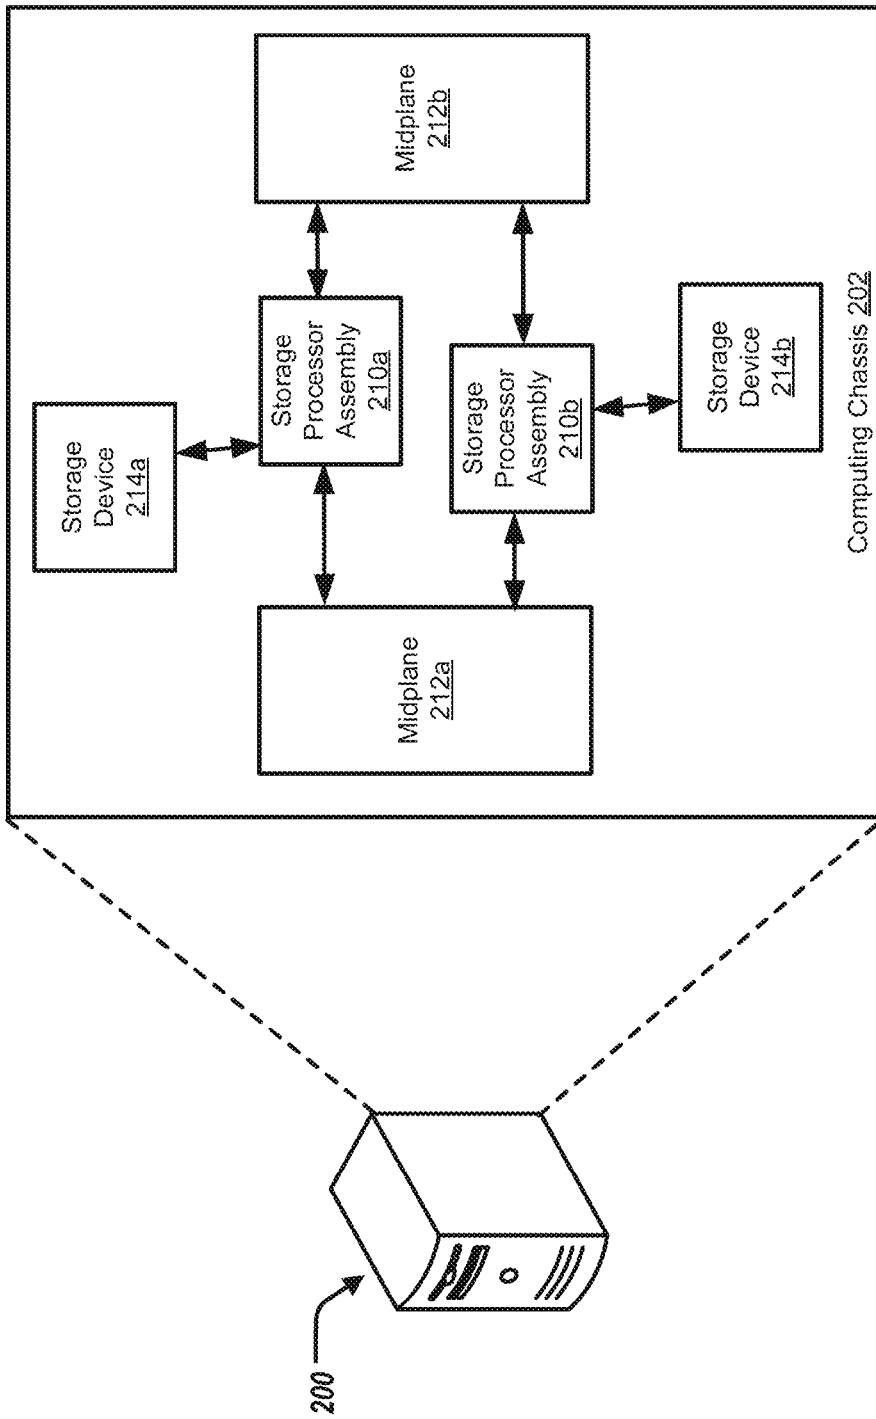 200
Storage
Device
214a
Midplane
212a
Storage
Processor
Assembly
210a
Midplane
212b
Storage
Processor
Assembly
210b
Storage
Device
214b
Computing Chassis 202